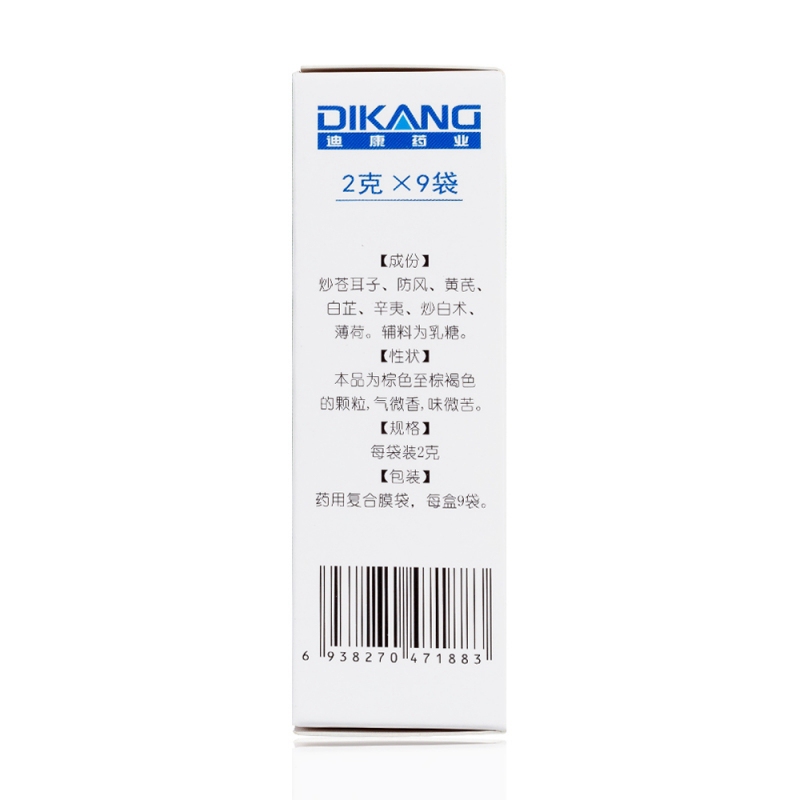 DIKANG
迪康药业
2克×9袋
【成份】
炒苍耳子、防风、黄芪、
白芷、辛夷、炒白术、
薄荷。辅料为乳糖。
【性状】
本品为棕色至棕褐色
的颗粒,气微香,味微苦。
【规格】
每袋装2克
【包装】
药用复合膜袋，每盒9袋。
6 938270 471883